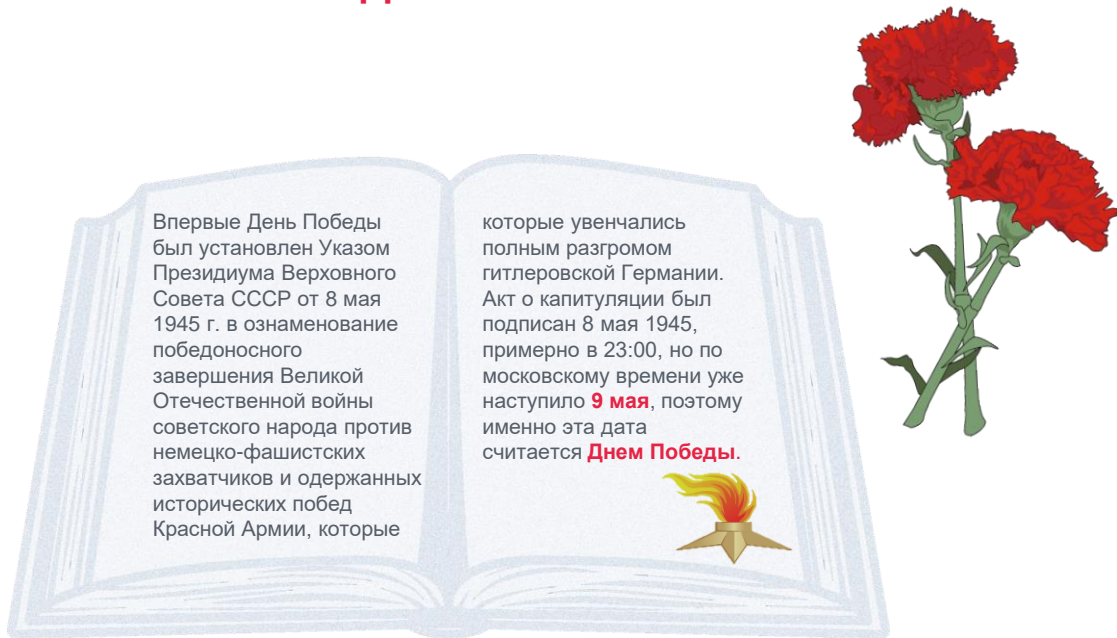 Впервые День Победы
был установлен Указом
Президиума Верховного
Совета СССР от 8 мая
1945 г. в ознаменование
победоносного
завершения Великой
Отечественной войны
советского народа против
немецко-фашистских
захватчиков и одержанных
исторических побед
Красной Армии, которые
которые увенчались
полным разгромом
гитлеровской Германии.
Акт о капитуляции был
подписан 8 мая 1945,
примерно в 23:00, но по
московскому времени уже
наступило 9 мая, поэтому
именно эта дата
считается Днем Победы.